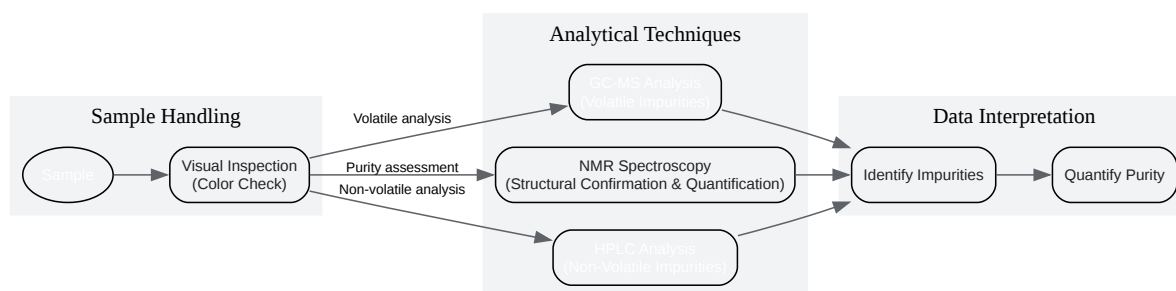 Sample Handling
Sample
Visual Inspection
(Color Check)
Volatile analysis
Purity assessment
Non-volatile analysis
Analytical Techniques
GC-MS Analysis
(Volatile Impurities)
NMR Spectroscopy
(Structural Confirmation & Quantification)
HPLC Analysis
(Non-Volatile Impurities)
Data Interpretation
Identify Impurities
Quantify Purity